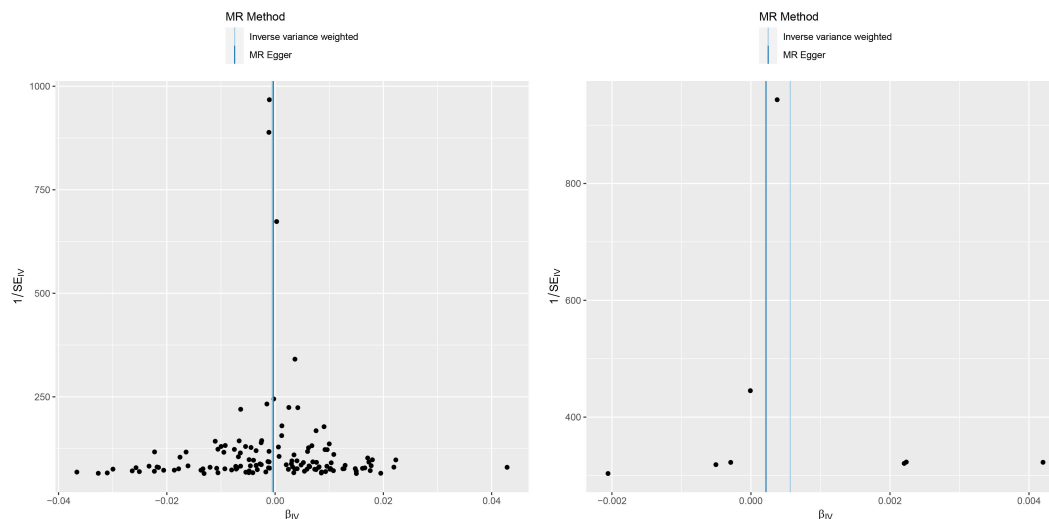 MR Method
Inverse variance weighted
MR Egger
1000
750
500
250
1/SE_IV
−0.04
−0.02
0.00
0.02
0.04
β_IV
MR Method
Inverse variance weighted
MR Egger
800
600
400
1/SE_IV
−0.002
0.000
0.002
0.004
β_IV